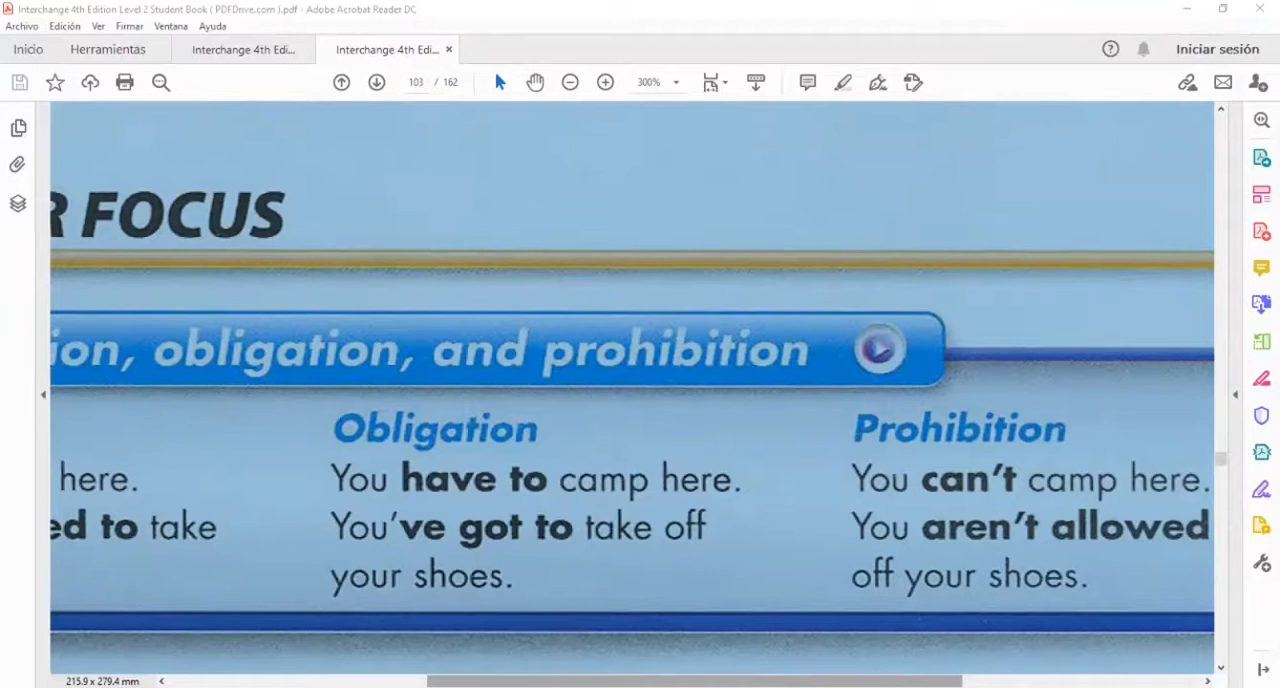 Interchange 4th Edition Level 2 Student Book ( PDFDrive.com ).pdf - Adobe Acrobat Reader DC
Archivo Edición Ver Firmar Ventana Ayuda
Inicio Herramientas Interchange 4th Edi... Interchange 4th Edi... × Iniciar sesión
103 / 162 300%
R FOCUS
ion, obligation, and prohibition
Obligation Prohibition
here. You have to camp here. You can't camp here.
ed to take You've got to take off You aren't allowed
your shoes. off your shoes.
215.9 x 279.4 mm